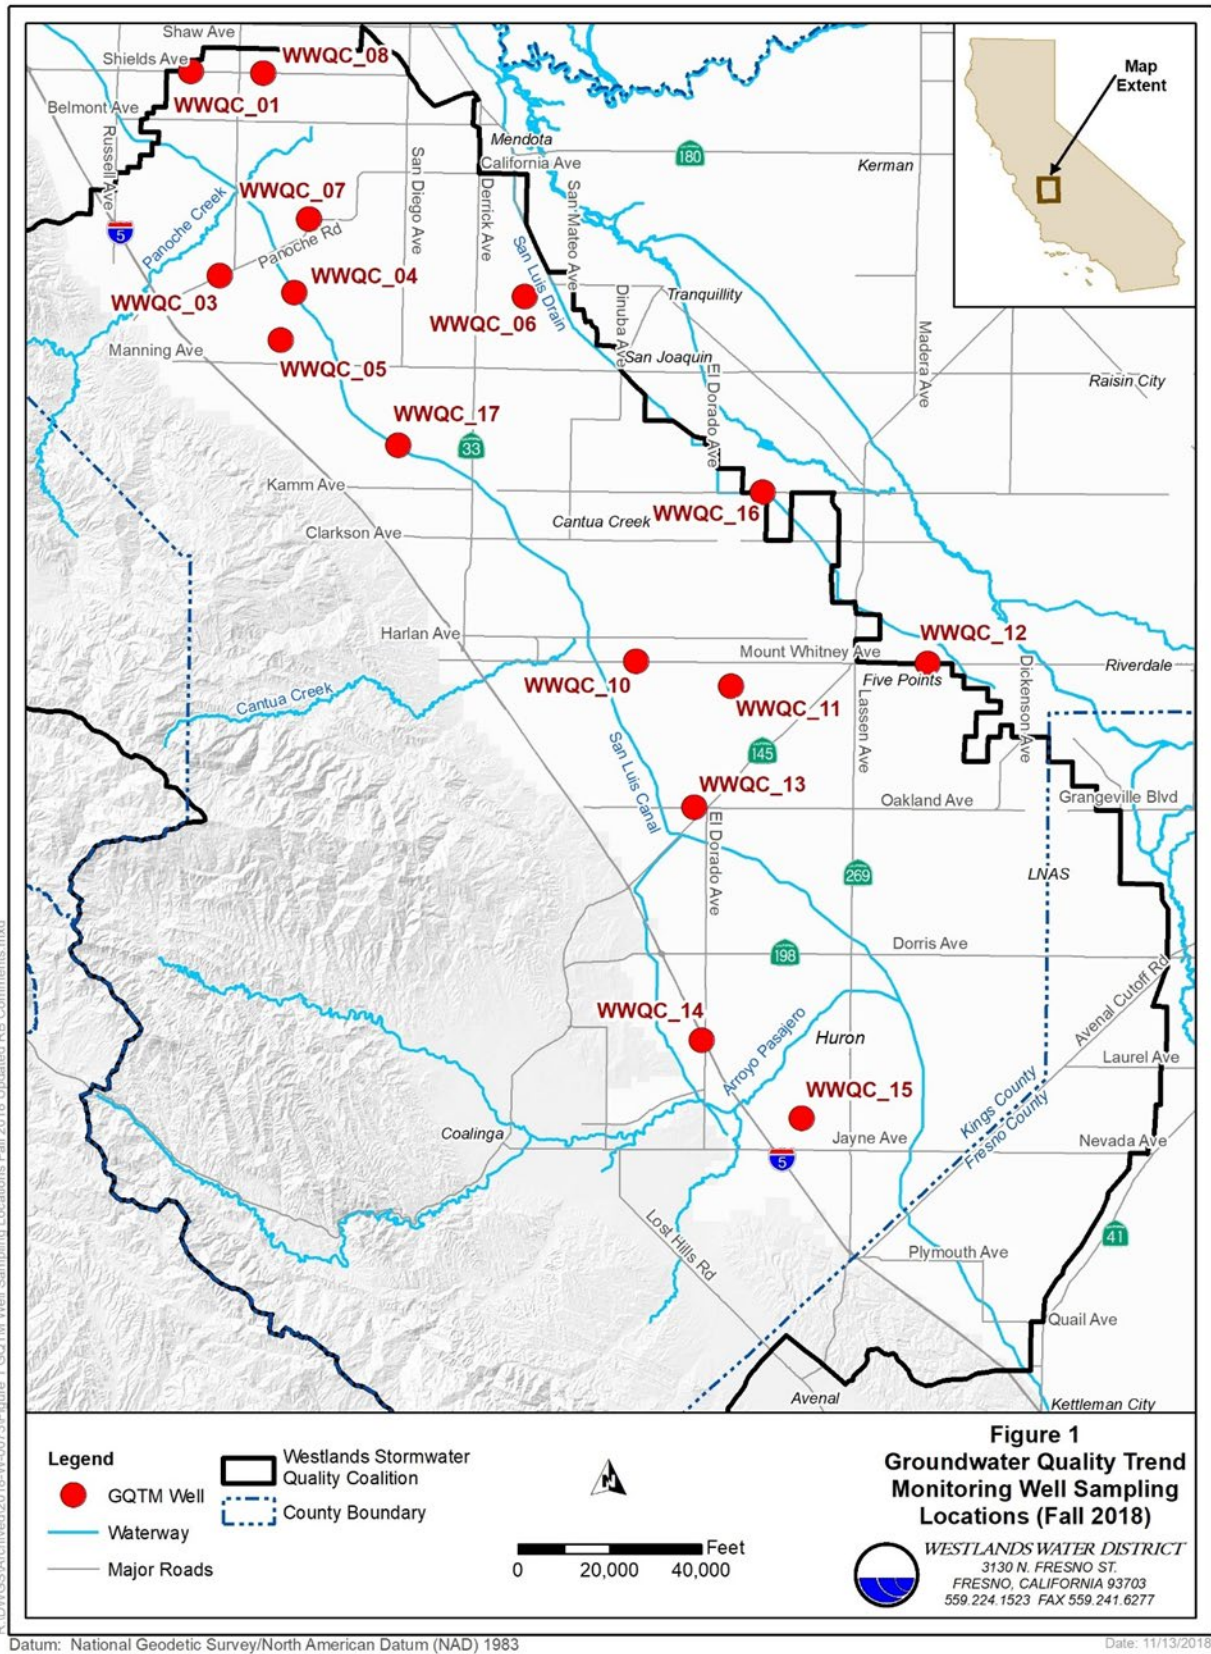 Shaw Ave
Shields Ave
WWQC_08
WWQC_01
Belmont Ave
Russell Ave
Map
Extent
Mendota
California Ave
180
Kerman
WWQC_07
San Diego Ave
Derrick Ave
San Mateo Ave
5
Panoche Creek
Panoche Rd
San Luis Drain
WWQC_03
WWQC_04
WWQC_06
Tranquillity
Dinuba Ave
Madera Ave
Manning Ave
WWQC_05
San Joaquin
El Dorado Ave
Raisin City
WWQC_17
33
Kamm Ave
WWQC_16
Cantua Creek
Clarkson Ave
Harlan Ave
WWQC_12
Mount Whitney Ave
Riverdale
WWQC_10
Five Points
Dickenson Ave
Cantua Creek
WWQC_11
Lassen Ave
145
San Luis Canal
WWQC_13
Oakland Ave
Grangeville Blvd
El Dorado Ave
269
LNAS
Dorris Ave
198
Avenal Cutoff Rd
WWQC_14
Arroyo Pasajero
Huron
Laurel Ave
WWQC_15
Kings County
Fresno County
Coalinga
Jayne Ave
Nevada Ave
5
Lost Hills Rd
41
Plymouth Ave
Quail Ave
Avenal
Kettleman City
Legend
GQTM Well
Waterway
Major Roads
Westlands Stormwater
Quality Coalition
County Boundary
N
Feet
0 20,000 40,000
Figure 1
Groundwater Quality Trend
Monitoring Well Sampling
Locations (Fall 2018)
WESTLANDS WATER DISTRICT
3130 N. FRESNO ST.
FRESNO, CALIFORNIA 93703
559.224.1523 FAX 559.241.6277
Datum: National Geodetic Survey/North American Datum (NAD) 1983
Date: 11/13/2018